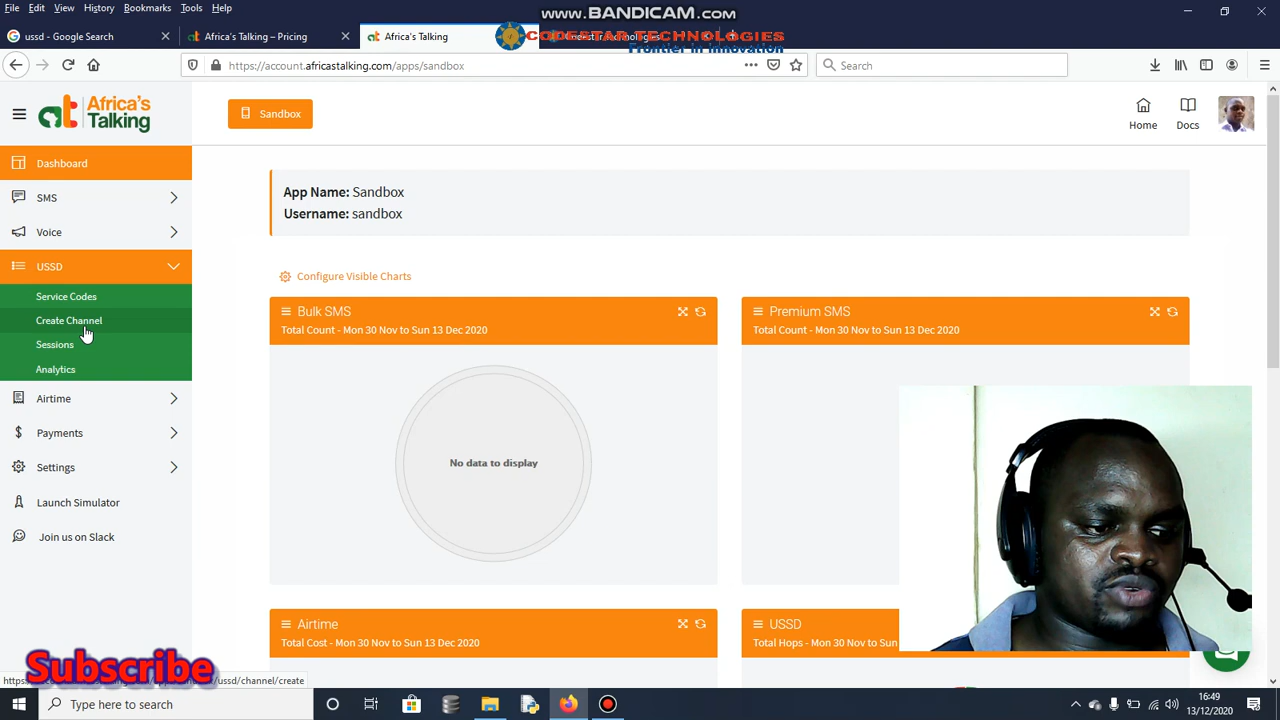 www.BANDICAM.com
File Edit View History Bookmarks Tools Help
CODESTAR TECHNOLOGIES
Frontier in Innovation
ussd - Google Search
Africa's Talking – Pricing
Africa's Talking
https://account.africastalking.com/apps/sandbox
Search
Africa's
Talking
Sandbox
Home
Docs
Dashboard
SMS
Voice
USSD
Service Codes
Create Channel
Sessions
Analytics
Airtime
Payments
Settings
Launch Simulator
Join us on Slack
App Name: Sandbox
Username: sandbox
Configure Visible Charts
Bulk SMS
Total Count - Mon 30 Nov to Sun 13 Dec 2020
No data to display
Premium SMS
Total Count - Mon 30 Nov to Sun 13 Dec 2020
Airtime
Total Cost - Mon 30 Nov to Sun 13 Dec 2020
USSD
Total Hops - Mon 30 Nov to Sun
Subscribe
ussd/channel/create
Type here to search
16:49
13/12/2020